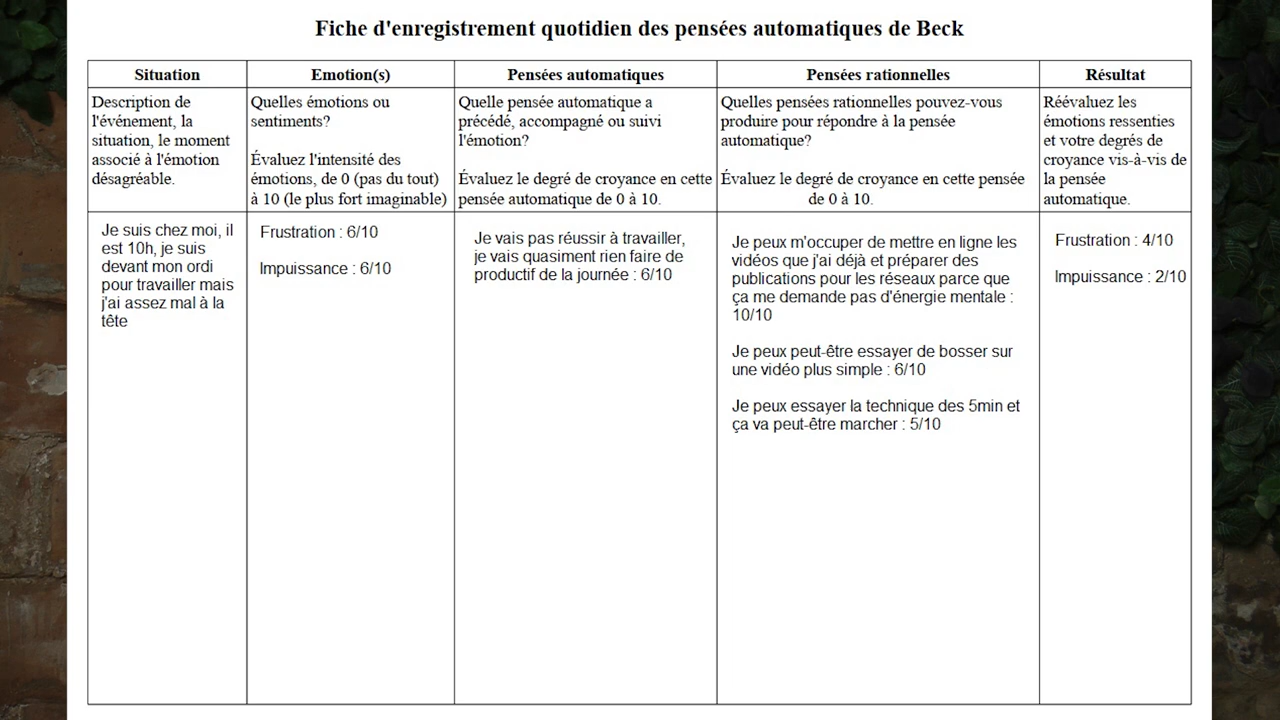 Fiche d'enregistrement quotidien des pensées automatiques de Beck
Situation
Emotion(s)
Pensées automatiques
Pensées rationnelles
Résultat
Description de
l'événement, la
situation, le moment
associé à l'émotion
désagréable.
Quelles émotions ou
sentiments?
Évaluez l'intensité des
émotions, de 0 (pas du tout)
à 10 (le plus fort imaginable)
Quelle pensée automatique a
précédé, accompagné ou suivi
l'émotion?
Évaluez le degré de croyance en cette
pensée automatique de 0 à 10.
Quelles pensées rationnelles pouvez-vous
produire pour répondre à la pensée
automatique?
Évaluez le degré de croyance en cette pensée
de 0 à 10.
Réévaluez les
émotions ressenties
et votre degrés de
croyance vis-à-vis de
la pensée
automatique.
Je suis chez moi, il
est 10h, je suis
devant mon ordi
pour travailler mais
j'ai assez mal à la
tête
Frustration : 6/10
Impuissance : 6/10
Je vais pas réussir à travailler,
je vais quasiment rien faire de
productif de la journée : 6/10
Je peux m'occuper de mettre en ligne les
vidéos que j'ai déjà et préparer des
publications pour les réseaux parce que
ça me demande pas d'énergie mentale :
10/10
Je peux peut-être essayer de bosser sur
une vidéo plus simple : 6/10
Je peux essayer la technique des 5min et
ça va peut-être marcher : 5/10
Frustration : 4/10
Impuissance : 2/10